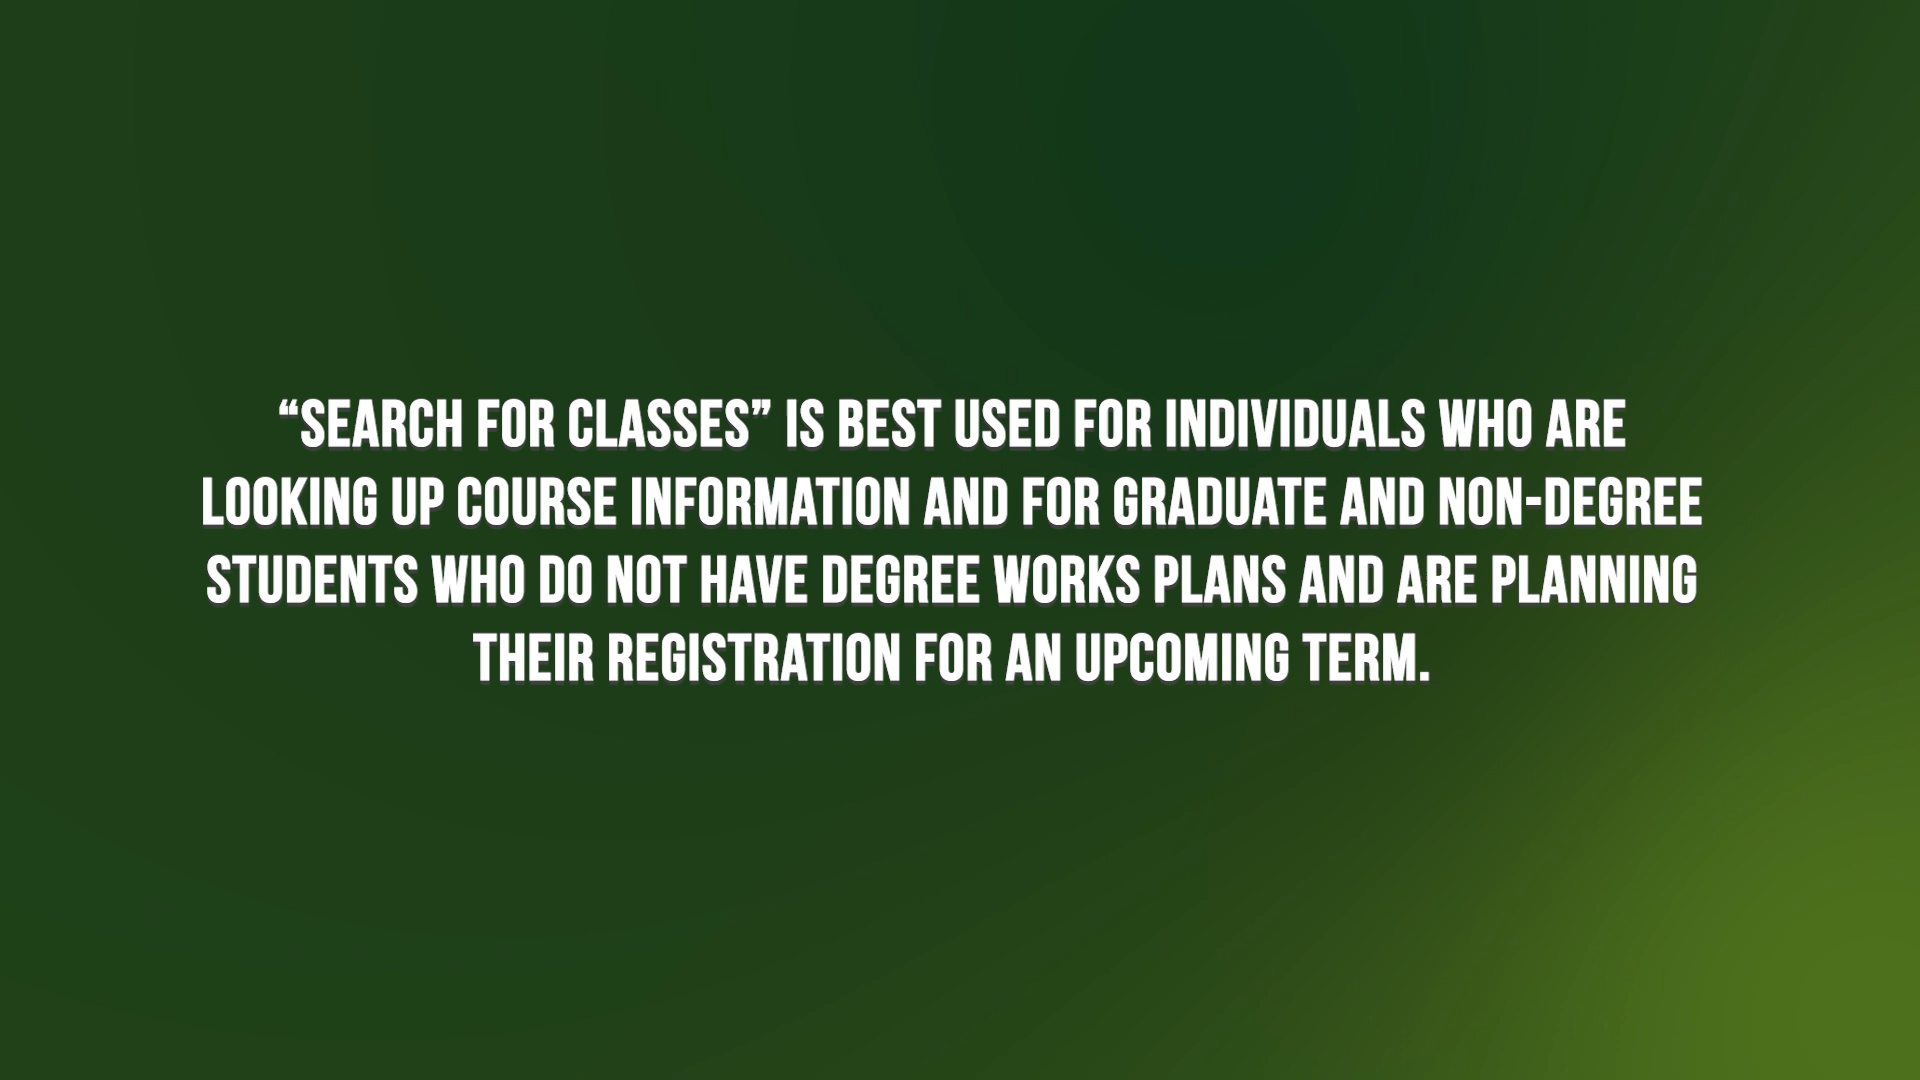 “SEARCH FOR CLASSES” IS BEST USED FOR INDIVIDUALS WHO ARE
LOOKING UP COURSE INFORMATION AND FOR GRADUATE AND NON-DEGREE
STUDENTS WHO DO NOT HAVE DEGREE WORKS PLANS AND ARE PLANNING
THEIR REGISTRATION FOR AN UPCOMING TERM.